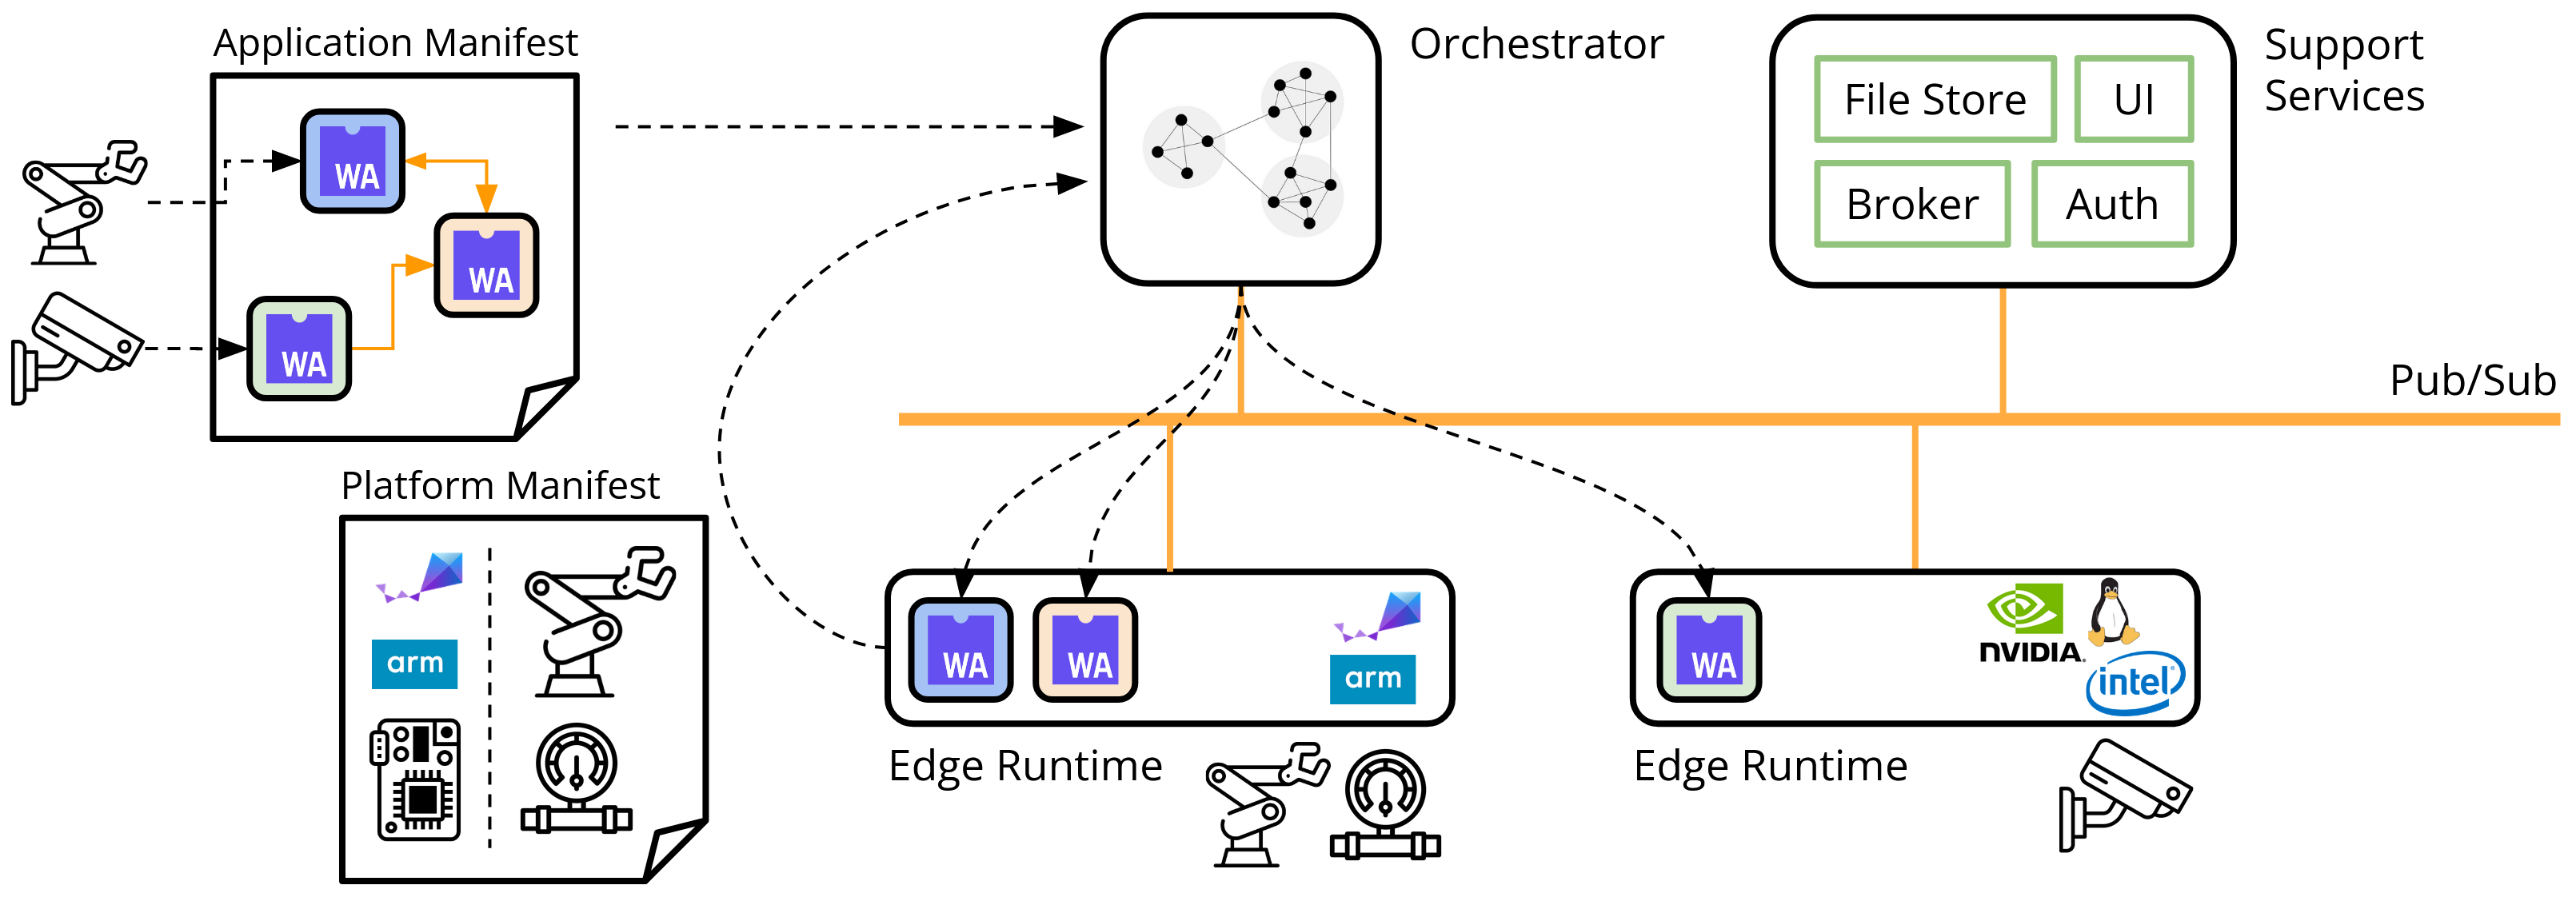 Application Manifest
WA
WA
WA
Orchestrator
Support
Services
File Store
UI
Broker
Auth
Pub/Sub
Platform Manifest
arm
WA
WA
arm
Edge Runtime
WA
NVIDIA
intel
Edge Runtime